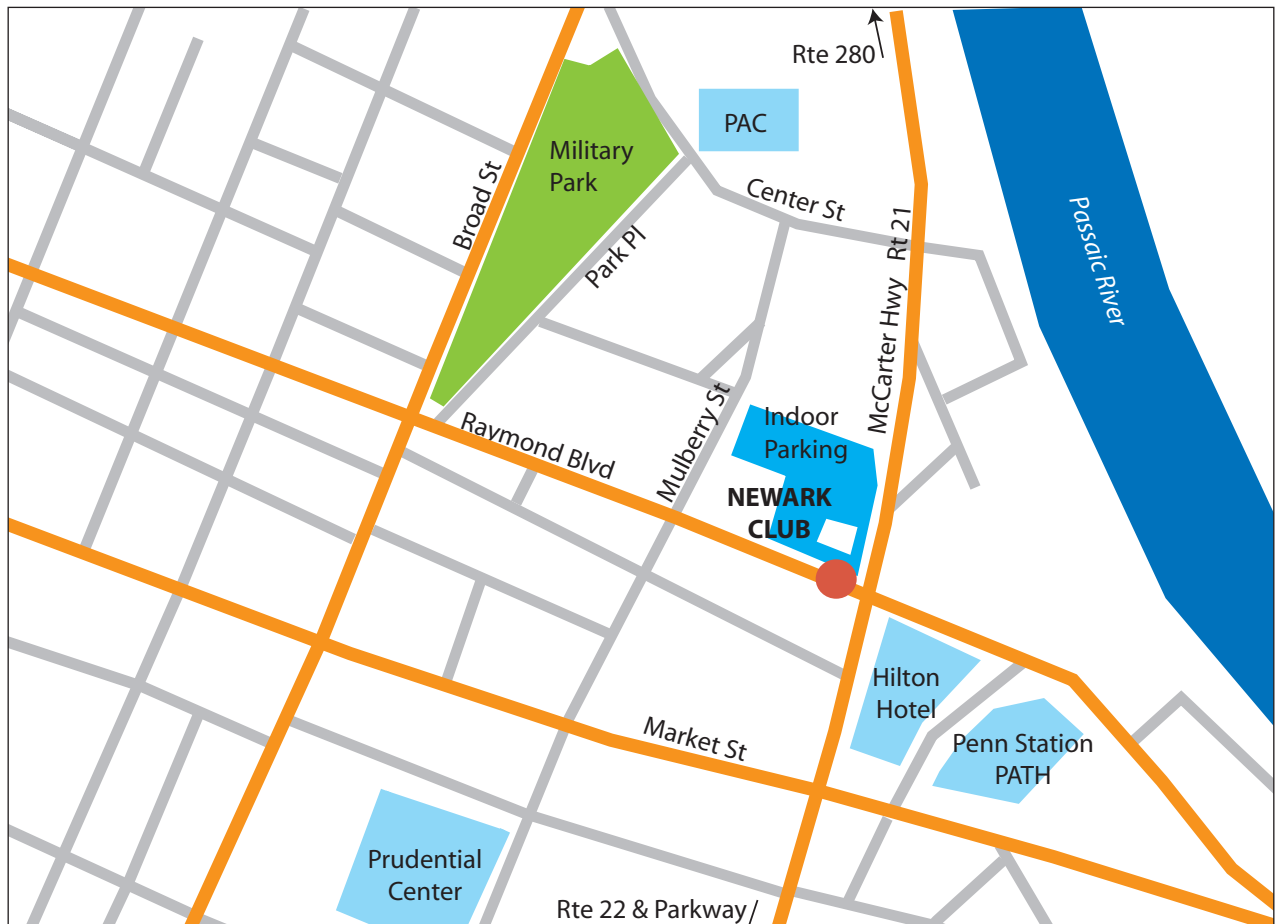 Rte 280
PAC
Military
Park
Broad St
Center St
Park Pl
McCarter Hwy Rt 21
Passaic River
Indoor
Parking
Raymond Blvd
Mulberry St
NEWARK
CLUB
Hilton
Hotel
Market St
Penn Station
PATH
Prudential
Center
Rte 22 & Parkway/